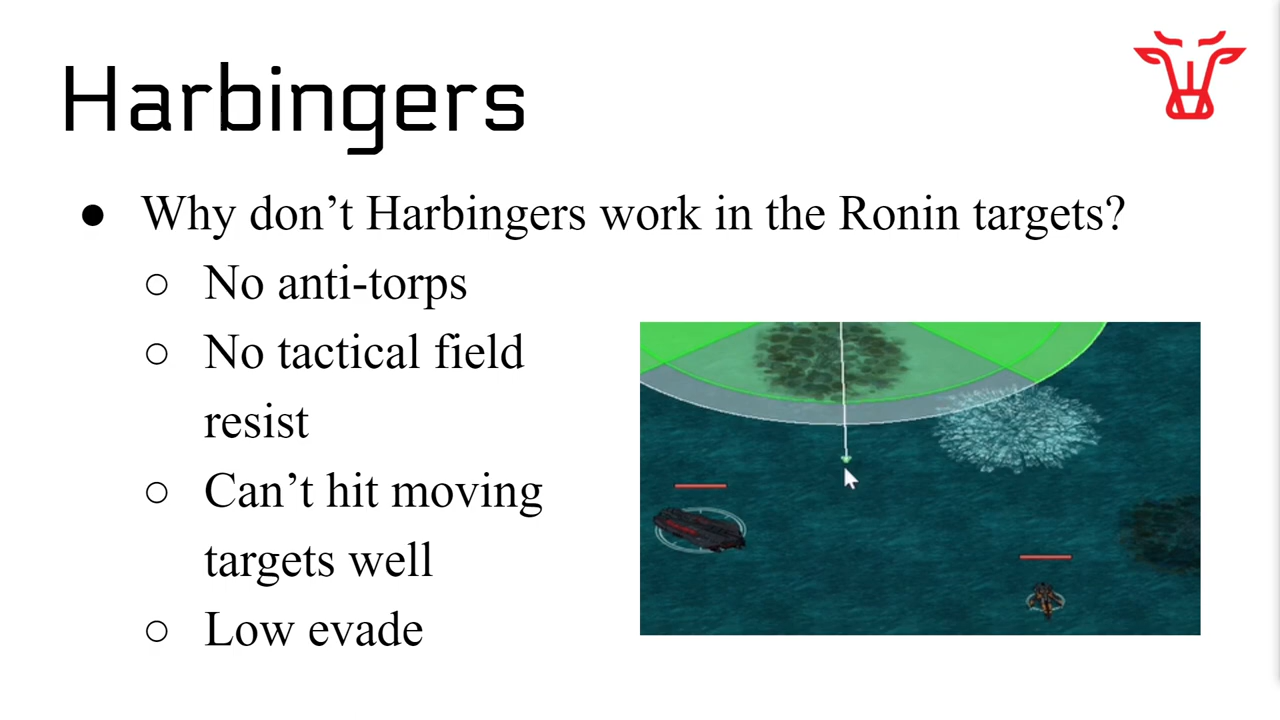 Harbingers
● Why don’t Harbingers work in the Ronin targets?
○ No anti-torps
○ No tactical field
resist
○ Can’t hit moving
targets well
○ Low evade